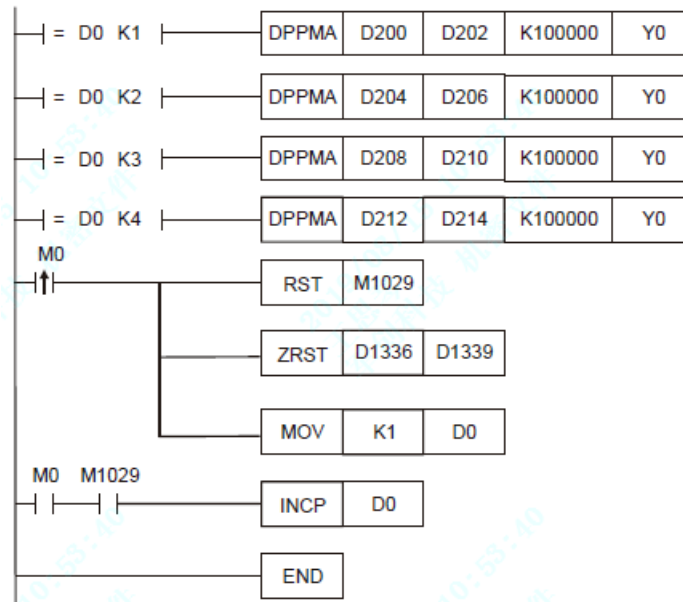 = D0 K1 DPPMA D200 D202 K100000 Y0
= D0 K2 DPPMA D204 D206 K100000 Y0
= D0 K3 DPPMA D208 D210 K100000 Y0
= D0 K4 DPPMA D212 D214 K100000 Y0
M0
RST M1029
ZRST D1336 D1339
MOV K1 D0
M0 M1029
INCP D0
END